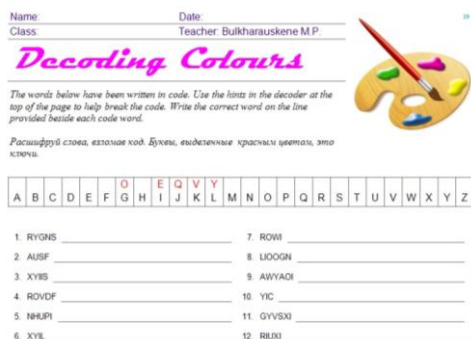 Name: Date:
Class: Teacher: Bulkharauskene M.P.
Decoding Colours
The words below have been written in code. Use the hints in the decoder at the
top of the page to help break the code. Write the correct word on the line
provided beside each code word.
Расшифруй слова, взломав код. Буквы, выделенные красным цветом, это
ключи.
O E Q V Y
A B C D E F G H I J K L M N O P Q R S T U V W X Y Z
1. RYGNS
2. AUSF
3. XYIIS
4. ROVDF
5. NHUPI
6. XYIL
7. ROWI
8. LIOOGN
9. AWYAOI
10. YIC
11. GYVSXI
12. RIUXI